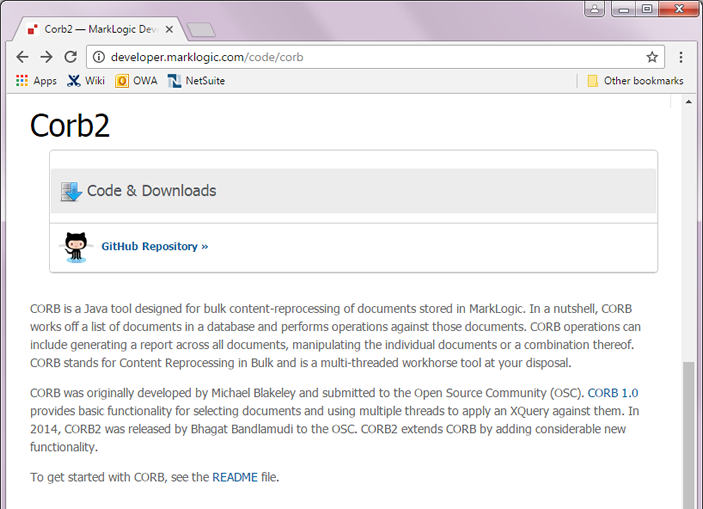 Corb2 — MarkLogic Dev
developer.marklogic.com/code/corb
Apps Wiki OWA NetSuite Other bookmarks
Corb2
Code & Downloads
GitHub Repository »
CORB is a Java tool designed for bulk content-reprocessing of documents stored in MarkLogic. In a nutshell, CORB
works off a list of documents in a database and performs operations against those documents. CORB operations can
include generating a report across all documents, manipulating the individual documents or a combination thereof.
CORB stands for Content Reprocessing in Bulk and is a multi-threaded workhorse tool at your disposal.
CORB was originally developed by Michael Blakeley and submitted to the Open Source Community (OSC). CORB 1.0
provides basic functionality for selecting documents and using multiple threads to apply an XQuery against them. In
2014, CORB2 was released by Bhagat Bandlamudi to the OSC. CORB2 extends CORB by adding considerable new
functionality.
To get started with CORB, see the README file.